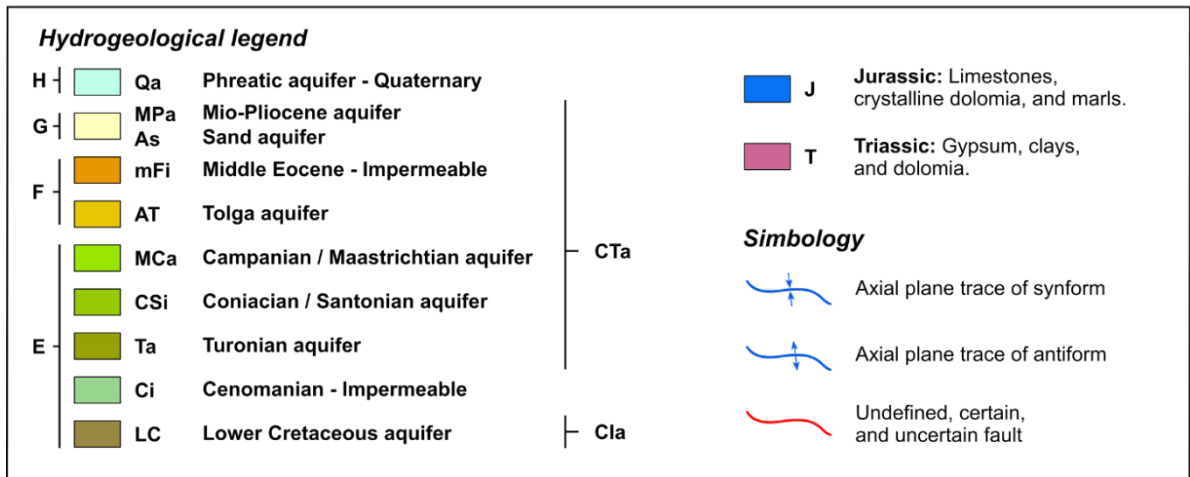 Hydrogeological legend
H Qa Phreatic aquifer - Quaternary
G MPa Mio-Pliocene aquifer
As Sand aquifer
F mFi Middle Eocene - Impermeable
AT Tolga aquifer
E MCa Campanian / Maastrichtian aquifer
CSi Coniacian / Santonian aquifer
Ta Turonian aquifer
Ci Cenomanian - Impermeable
LC Lower Cretaceous aquifer
CTa
CIa
J Jurassic: Limestones,
crystalline dolomia, and marls.
T Triassic: Gypsum, clays,
and dolomia.
Simbology
Axial plane trace of synform
Axial plane trace of antiform
Undefined, certain,
and uncertain fault